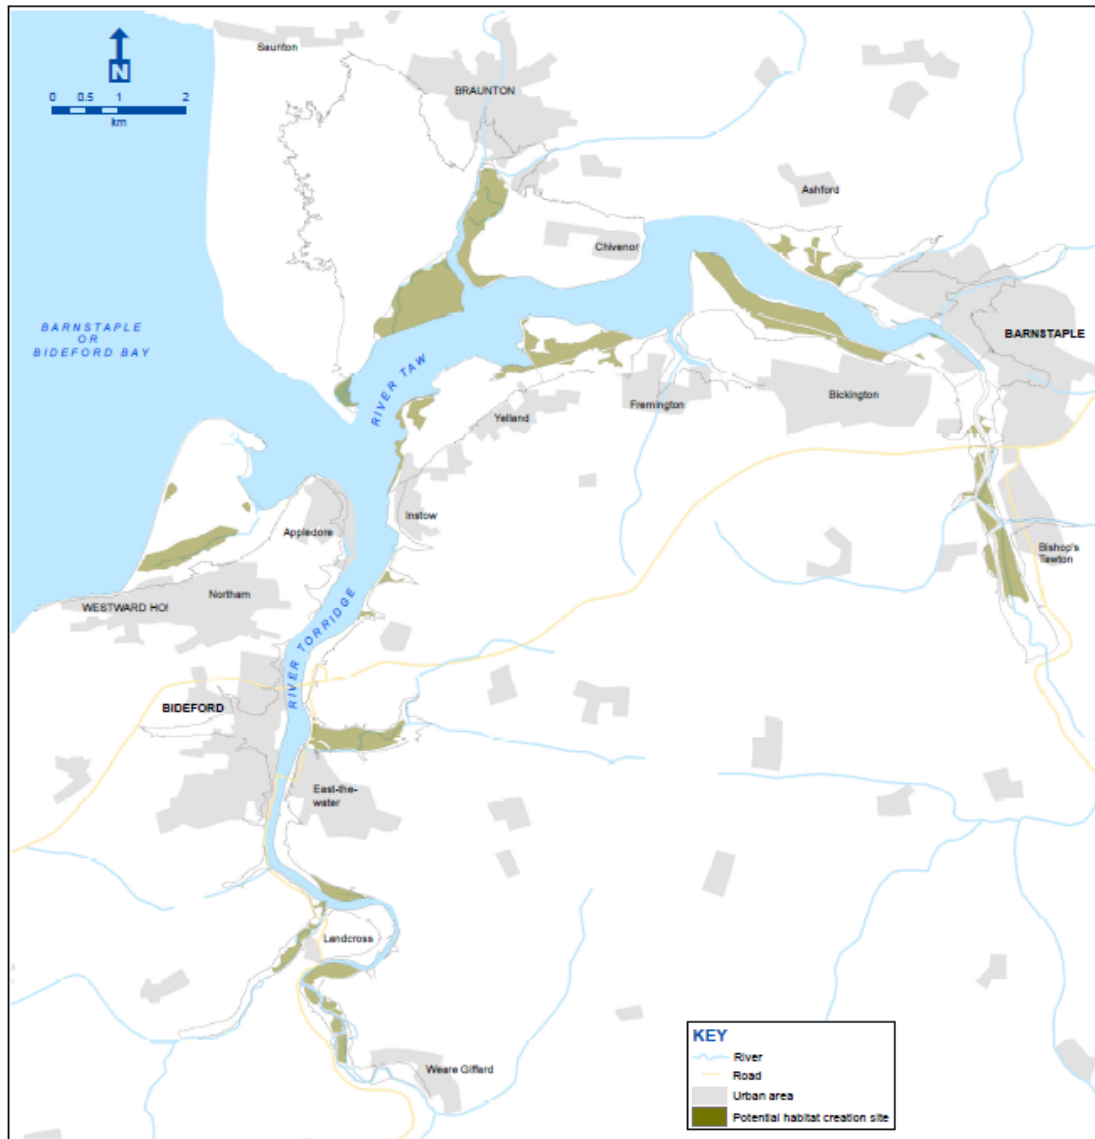 Saunton
N
0 0.5 1 2
km
BRAUNTON
Ashford
Chivenor
BARNSTAPLE
OR
BIDEFORD BAY
BARNSTAPLE
RIVER TAW
Bickington
Fremington
Yelland
Instow
Appledore
Bishop's
Tawton
Northam
WESTWARD HO!
RIVER TORRIDGE
BIDEFORD
East-the-
water
Landcross
Weare Giffard
KEY
River
Road
Urban area
Potential habitat creation site